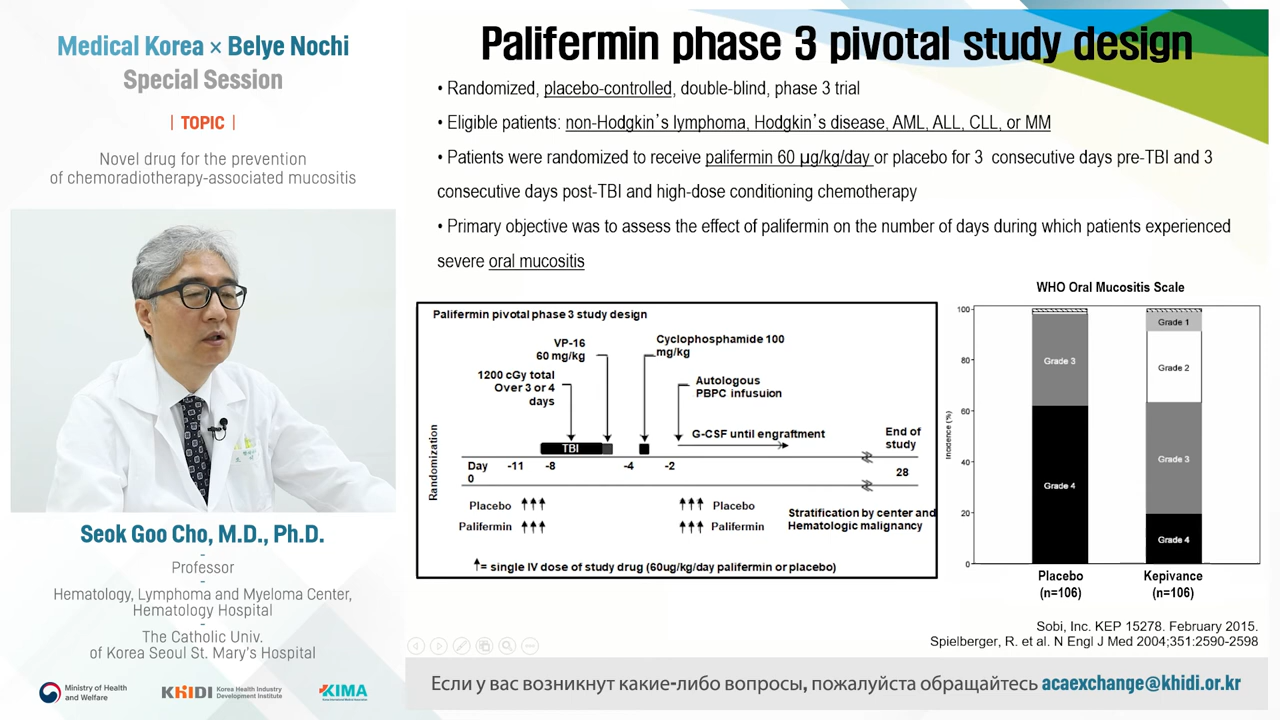 Medical Korea × Belye Nochi
Special Session
| TOPIC |
Novel drug for the prevention
of chemoradiotherapy-associated mucositis
Seok Goo Cho, M.D., Ph.D.
-
Professor
-
Hematology, Lymphoma and Myeloma Center,
Hematology Hospital
-
The Catholic Univ.
of Korea Seoul St. Mary's Hospital
Ministry of Health
and Welfare
KHIDI Korea Health Industry
Development Institute
KIMA
Palifermin phase 3 pivotal study design
• Randomized, placebo-controlled, double-blind, phase 3 trial
• Eligible patients: non-Hodgkin's lymphoma, Hodgkin's disease, AML, ALL, CLL, or MM
• Patients were randomized to receive palifermin 60 µg/kg/day or placebo for 3 consecutive days pre-TBI and 3
consecutive days post-TBI and high-dose conditioning chemotherapy
• Primary objective was to assess the effect of palifermin on the number of days during which patients experienced
severe oral mucositis
Palifermin pivotal phase 3 study design
VP-16
60 mg/kg
Cyclophosphamide 100
mg/kg
1200 cGy total
Over 3 or 4
days
Autologous
PBPC infusuion
G-CSF until engraftment
End of
study
Randomization
TBI
Day
0
-11 -8 -4 -2 28
Placebo ↑↑↑ ↑↑↑ Placebo
Palifermin ↑↑↑ ↑↑↑ Palifermin
Stratification by center and
Hematologic malignancy
↑= single IV dose of study drug (60ug/kg/day palifermin or placebo)
WHO Oral Mucositis Scale
Incidence (%)
100
80
60
40
20
0
Grade 3
Grade 4
Grade 1
Grade 2
Grade 3
Grade 4
Placebo
(n=106)
Kepivance
(n=106)
Sobi, Inc. KEP 15278. February 2015.
Spielberger, R. et al. N Engl J Med 2004;351:2590-2598
Если у вас возникнут какие-либо вопросы, пожалуйста обращайтесь acaexchange@khidi.or.kr